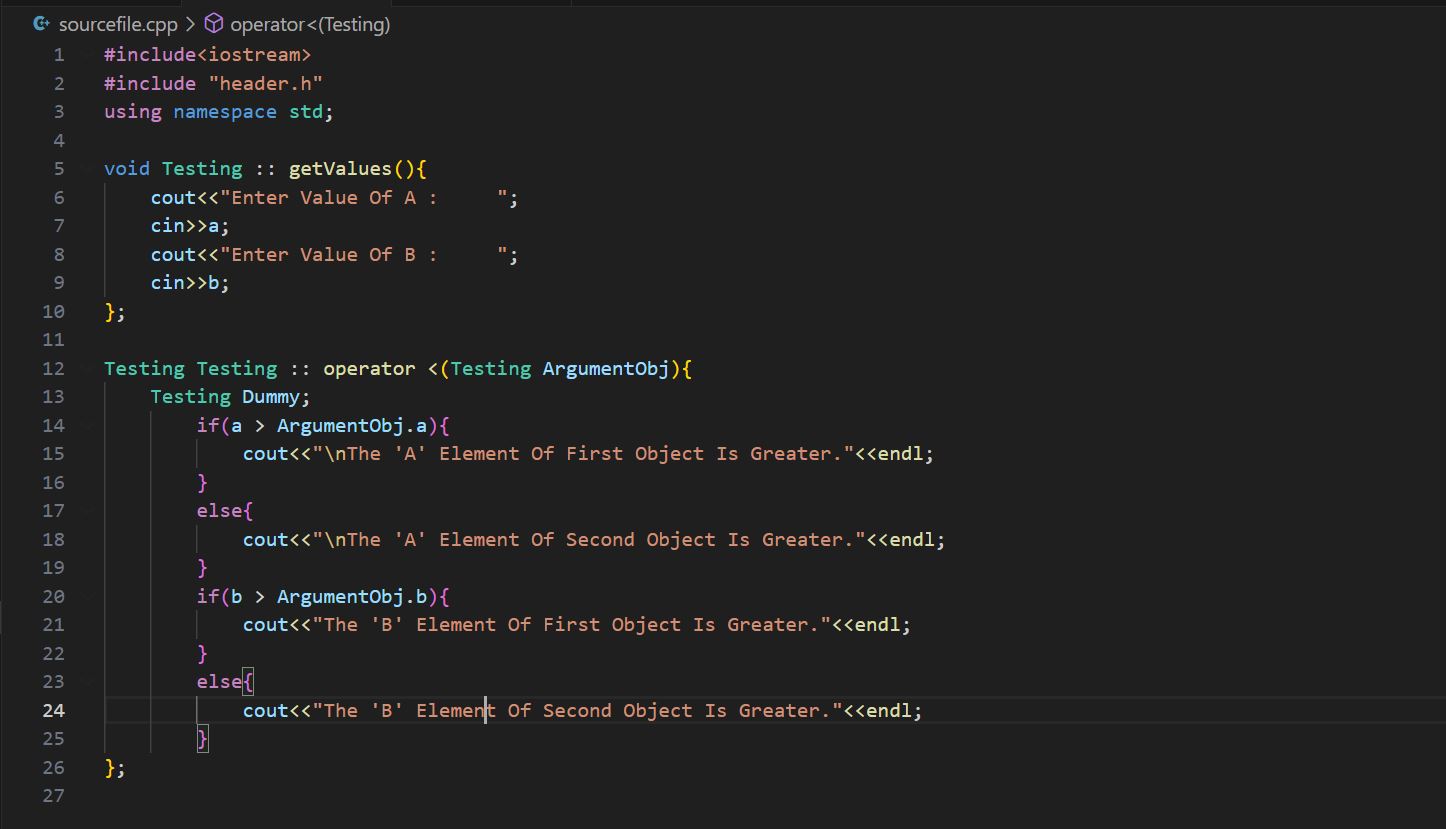 sourcefile.cpp > operator<(Testing)
1 #include<iostream>
2 #include "header.h"
3 using namespace std;
4
5 void Testing :: getValues(){
6     cout<<"Enter Value Of A :     ";
7     cin>>a;
8     cout<<"Enter Value Of B :     ";
9     cin>>b;
10 };
11
12 Testing Testing :: operator <(Testing ArgumentObj){
13     Testing Dummy;
14         if(a > ArgumentObj.a){
15             cout<<"\nThe 'A' Element Of First Object Is Greater."<<endl;
16         }
17         else{
18             cout<<"\nThe 'A' Element Of Second Object Is Greater."<<endl;
19         }
20         if(b > ArgumentObj.b){
21             cout<<"The 'B' Element Of First Object Is Greater."<<endl;
22         }
23         else{
24             cout<<"The 'B' Element Of Second Object Is Greater."<<endl;
25         }
26 };
27